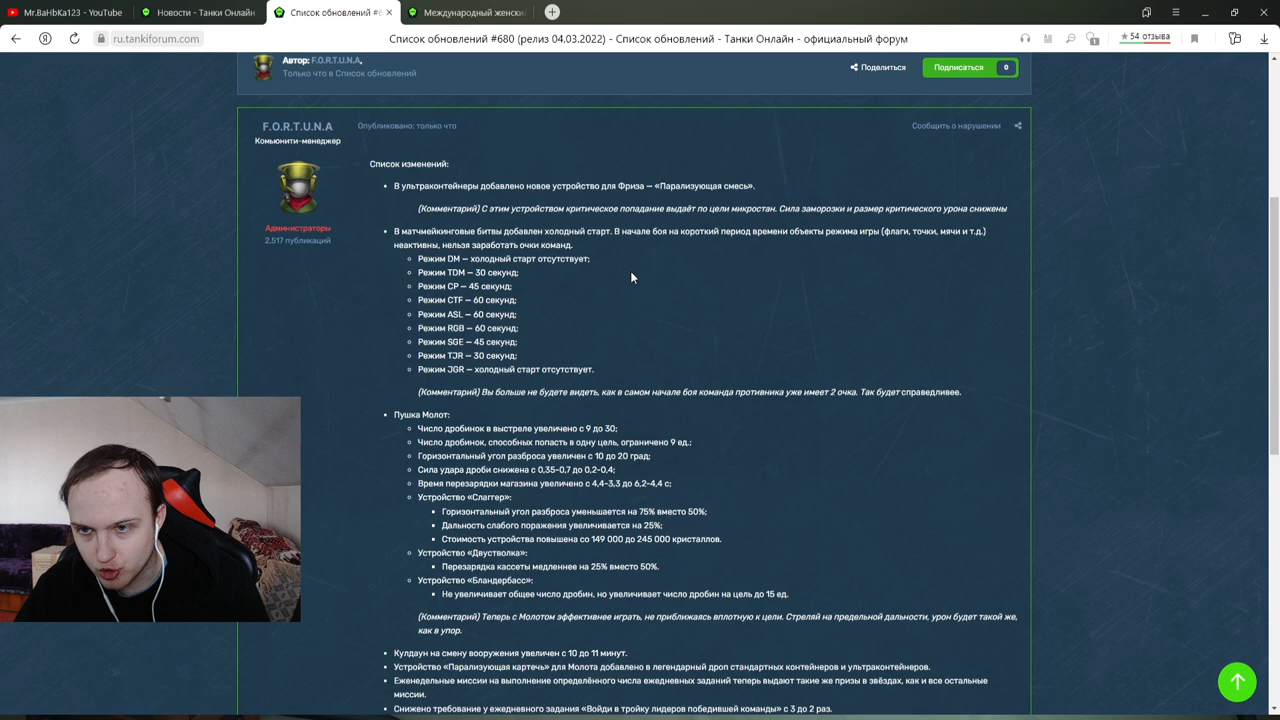 Mr.BaHbKa123 - YouTube
Новости - Танки Онлайн
Список обновлений #6
Международный женски
ru.tankiforum.com
Список обновлений #680 (релиз 04.03.2022) - Список обновлений - Танки Онлайн - официальный форум
★ 54 отзыва
Автор: F.O.R.T.U.N.A,
Только что в Список обновлений
Поделиться
Подписаться 0
F.O.R.T.U.N.A
Комьюнити-менеджер
Администраторы
2,517 публикаций
Опубликовано: только что
Сообщить о нарушении
Список изменений:
• В ультраконтейнеры добавлено новое устройство для Фриза — «Парализующая смесь».
(Комментарий) С этим устройством критическое попадание выдаёт по цели микростан. Сила заморозки и размер критического урона снижены
• В матчмейкинговые битвы добавлен холодный старт. В начале боя на короткий период времени объекты режима игры (флаги, точки, мячи и т.д.)
неактивны, нельзя заработать очки команд.
Режим DM — холодный старт отсутствует;
Режим TDM — 30 секунд;
Режим CP — 45 секунд;
Режим CTF — 60 секунд;
Режим ASL — 60 секунд;
Режим RGB — 60 секунд;
Режим SGE — 45 секунд;
Режим TJR — 30 секунд;
Режим JGR — холодный старт отсутствует.
(Комментарий) Вы больше не будете видеть, как в самом начале боя команда противника уже имеет 2 очка. Так будет справедливее.
• Пушка Молот:
Число дробинок в выстреле увеличено с 9 до 30;
Число дробинок, способных попасть в одну цель, ограничено 9 ед.;
Горизонтальный угол разброса увеличен с 10 до 20 град;
Сила удара дроби снижена с 0,35-0,7 до 0,2-0,4;
Время перезарядки магазина увеличено с 4,4-3,3 до 6,2-4,4 с;
Устройство «Слаггер»:
Горизонтальный угол разброса уменьшается на 75% вместо 50%;
Дальность слабого поражения увеличивается на 25%;
Стоимость устройства повышена со 149 000 до 245 000 кристаллов.
Устройство «Двустволка»:
Перезарядка кассеты медленнее на 25% вместо 50%.
Устройство «Бландербасс»:
Не увеличивает общее число дробин, но увеличивает число дробин на цель до 15 ед.
(Комментарий) Теперь с Молотом эффективнее играть, не приближаясь вплотную к цели. Стреляй на предельной дальности, урон будет такой же,
как в упор.
• Кулдаун на смену вооружения увеличен с 10 до 11 минут.
• Устройство «Парализующая картечь» для Молота добавлено в легендарный дроп стандартных контейнеров и ультраконтейнеров.
• Еженедельные миссии на выполнение определённого числа ежедневных заданий теперь выдают такие же призы в звёздах, как и все остальные
миссии.
• Снижено требование у ежедневного задания «Войди в тройку лидеров победившей команды» с 3 до 2 раз.